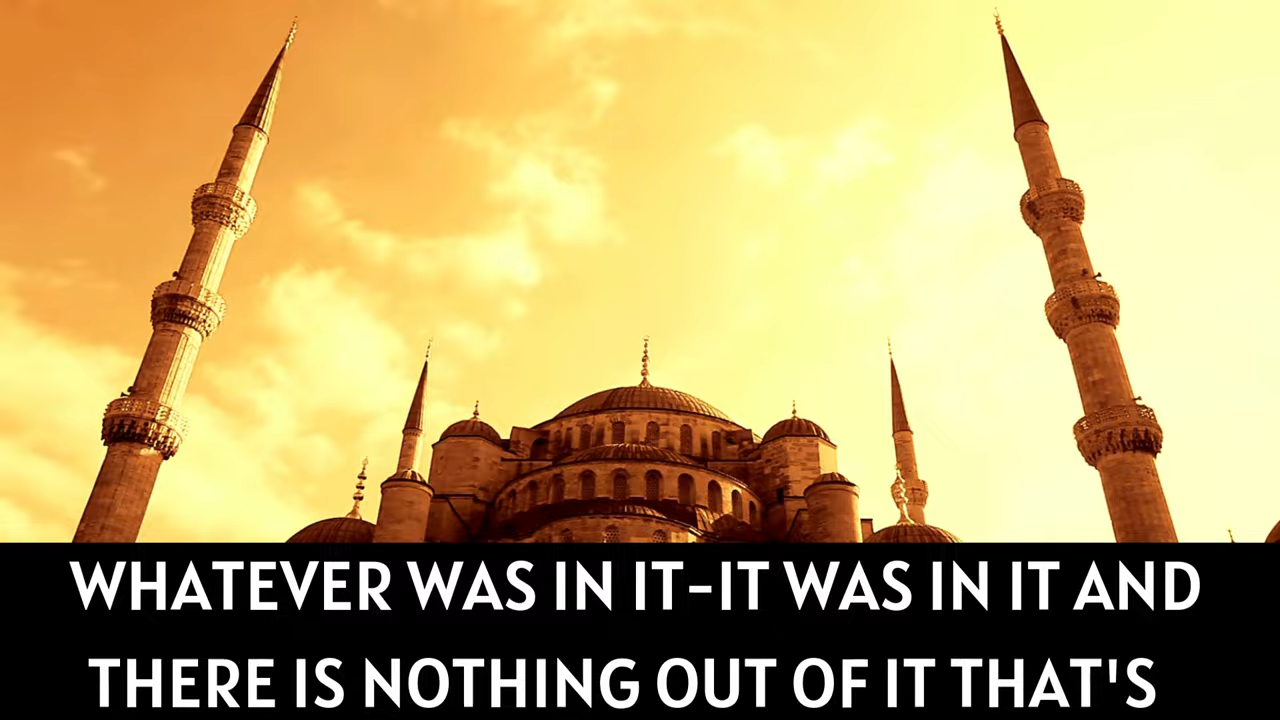 WHATEVER WAS IN IT-IT WAS IN IT AND
THERE IS NOTHING OUT OF IT THAT'S